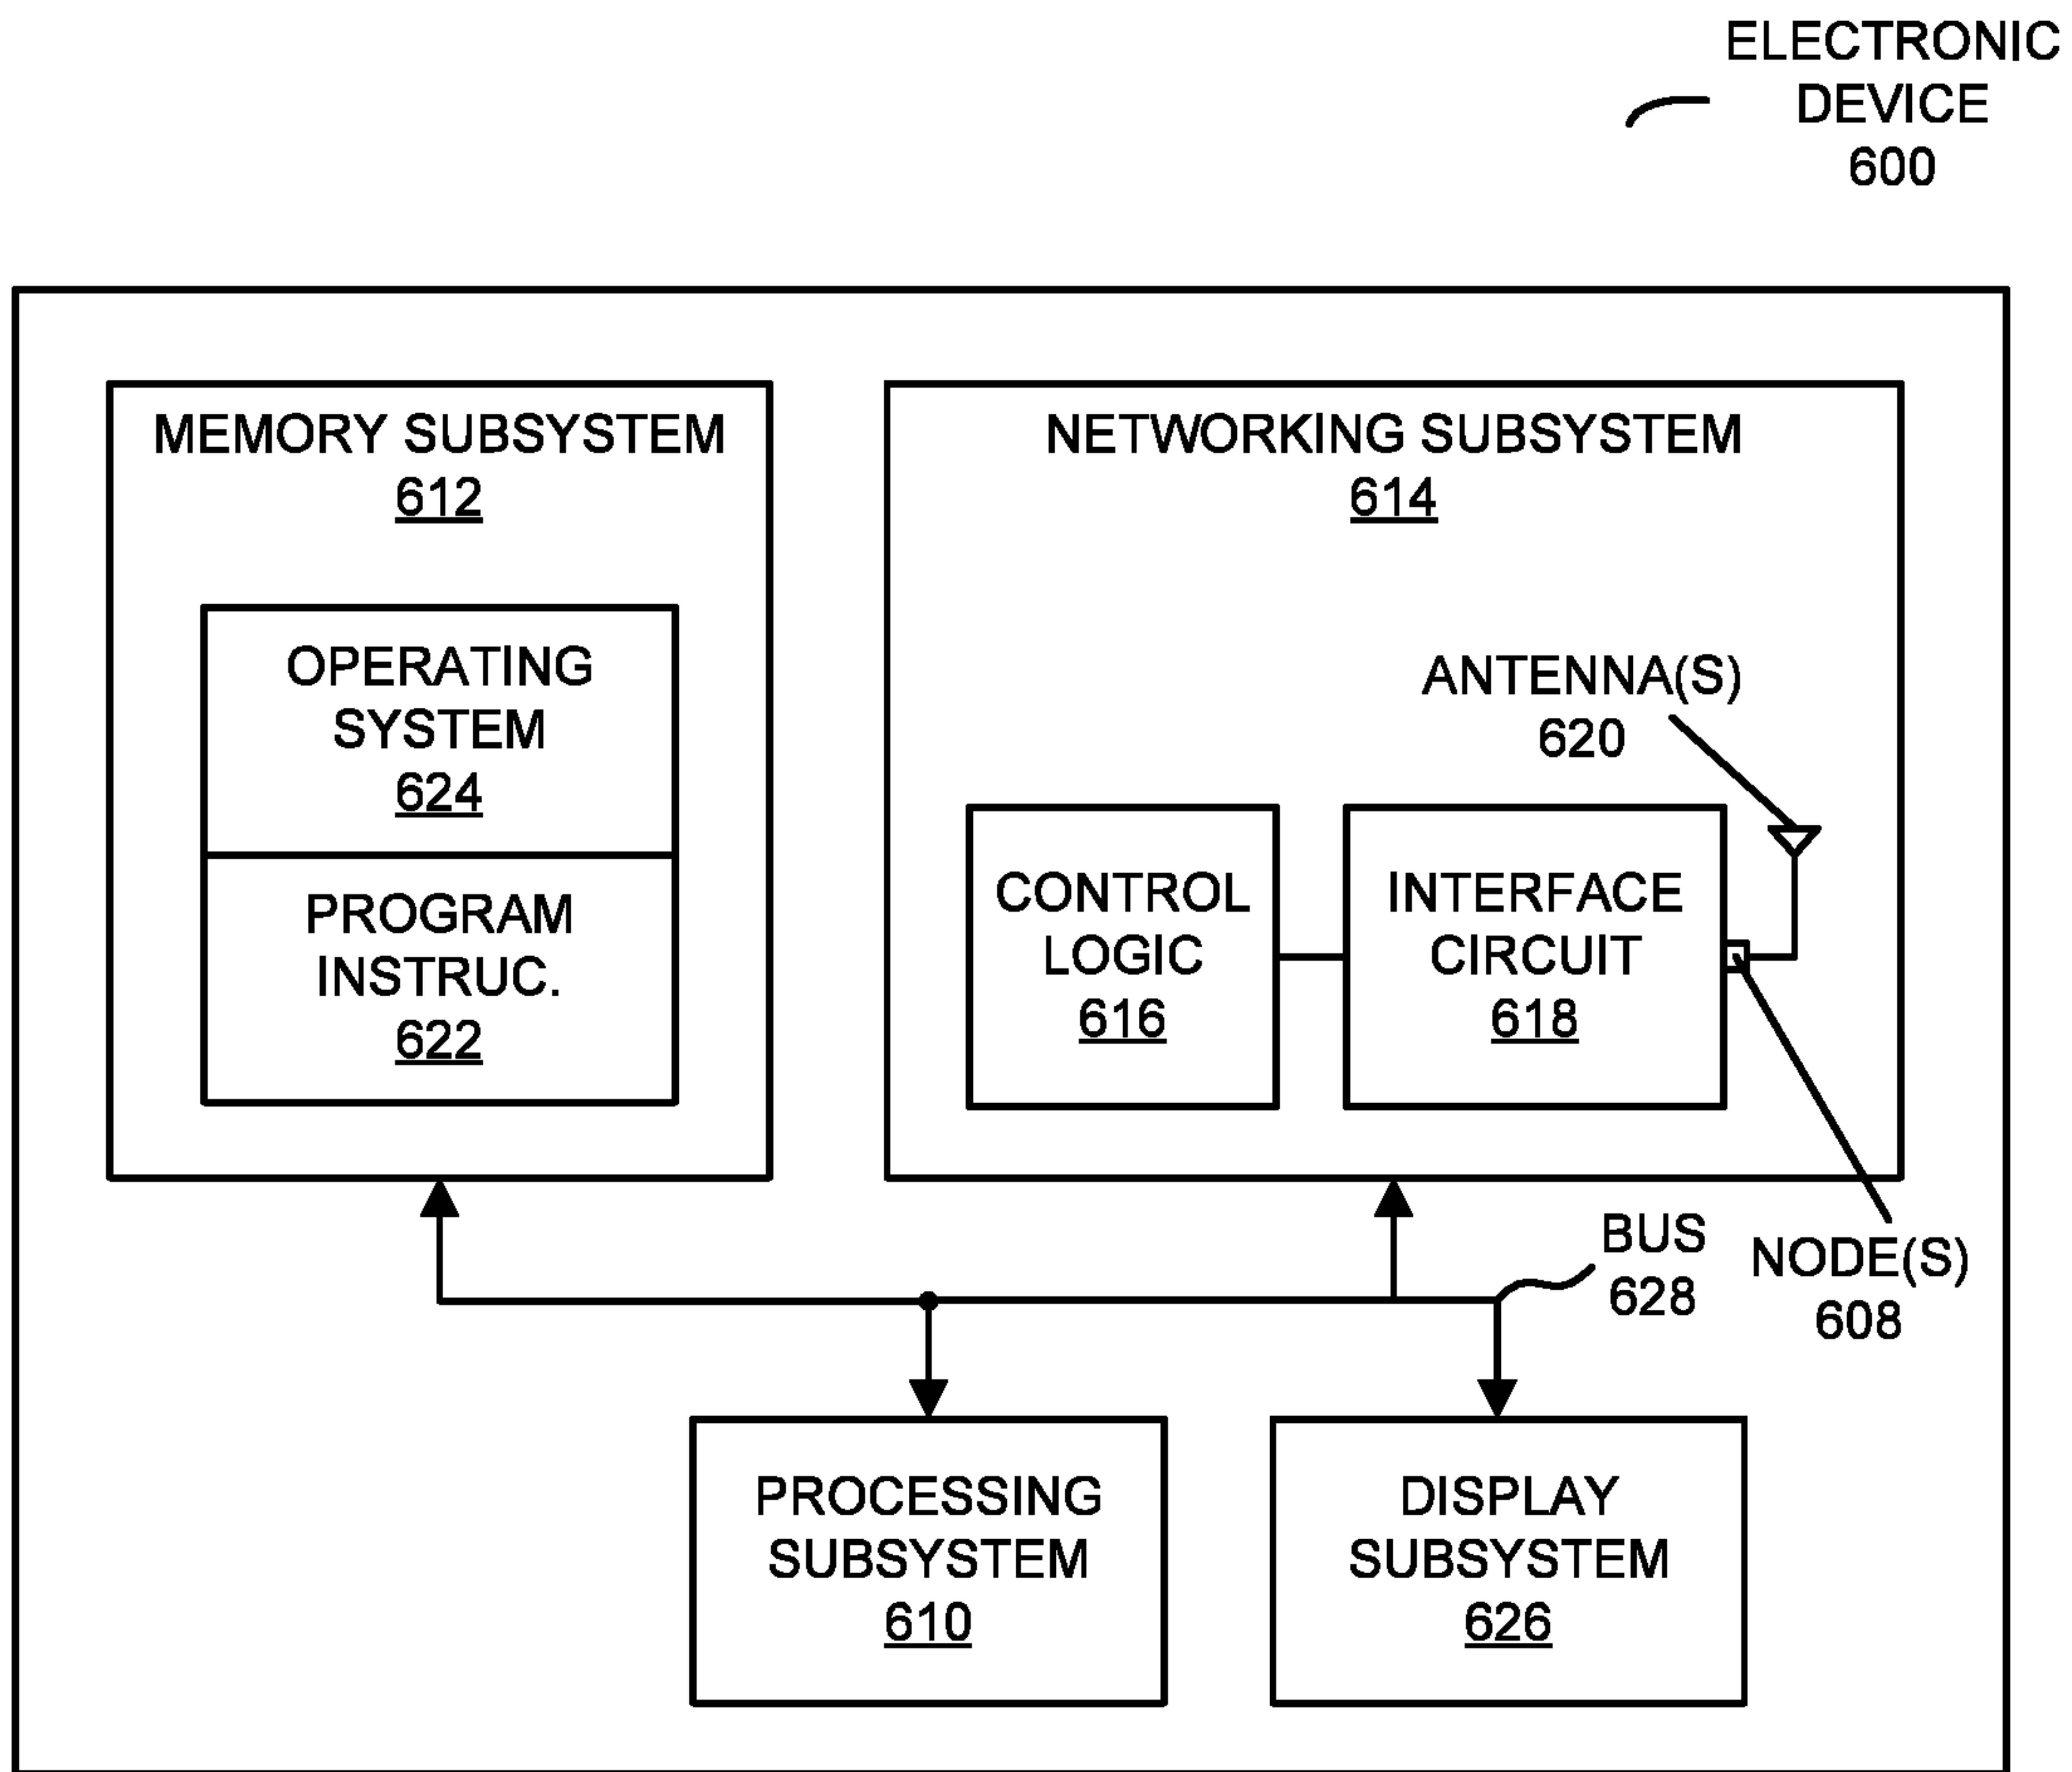 ELECTRONIC
DEVICE
600
MEMORY SUBSYSTEM
612
OPERATING
SYSTEM
624
PROGRAM
INSTRUC.
622
NETWORKING SUBSYSTEM
614
ANTENNA(S)
620
CONTROL
LOGIC
616
INTERFACE
CIRCUIT
618
BUS
628
NODE(S)
608
PROCESSING
SUBSYSTEM
610
DISPLAY
SUBSYSTEM
626